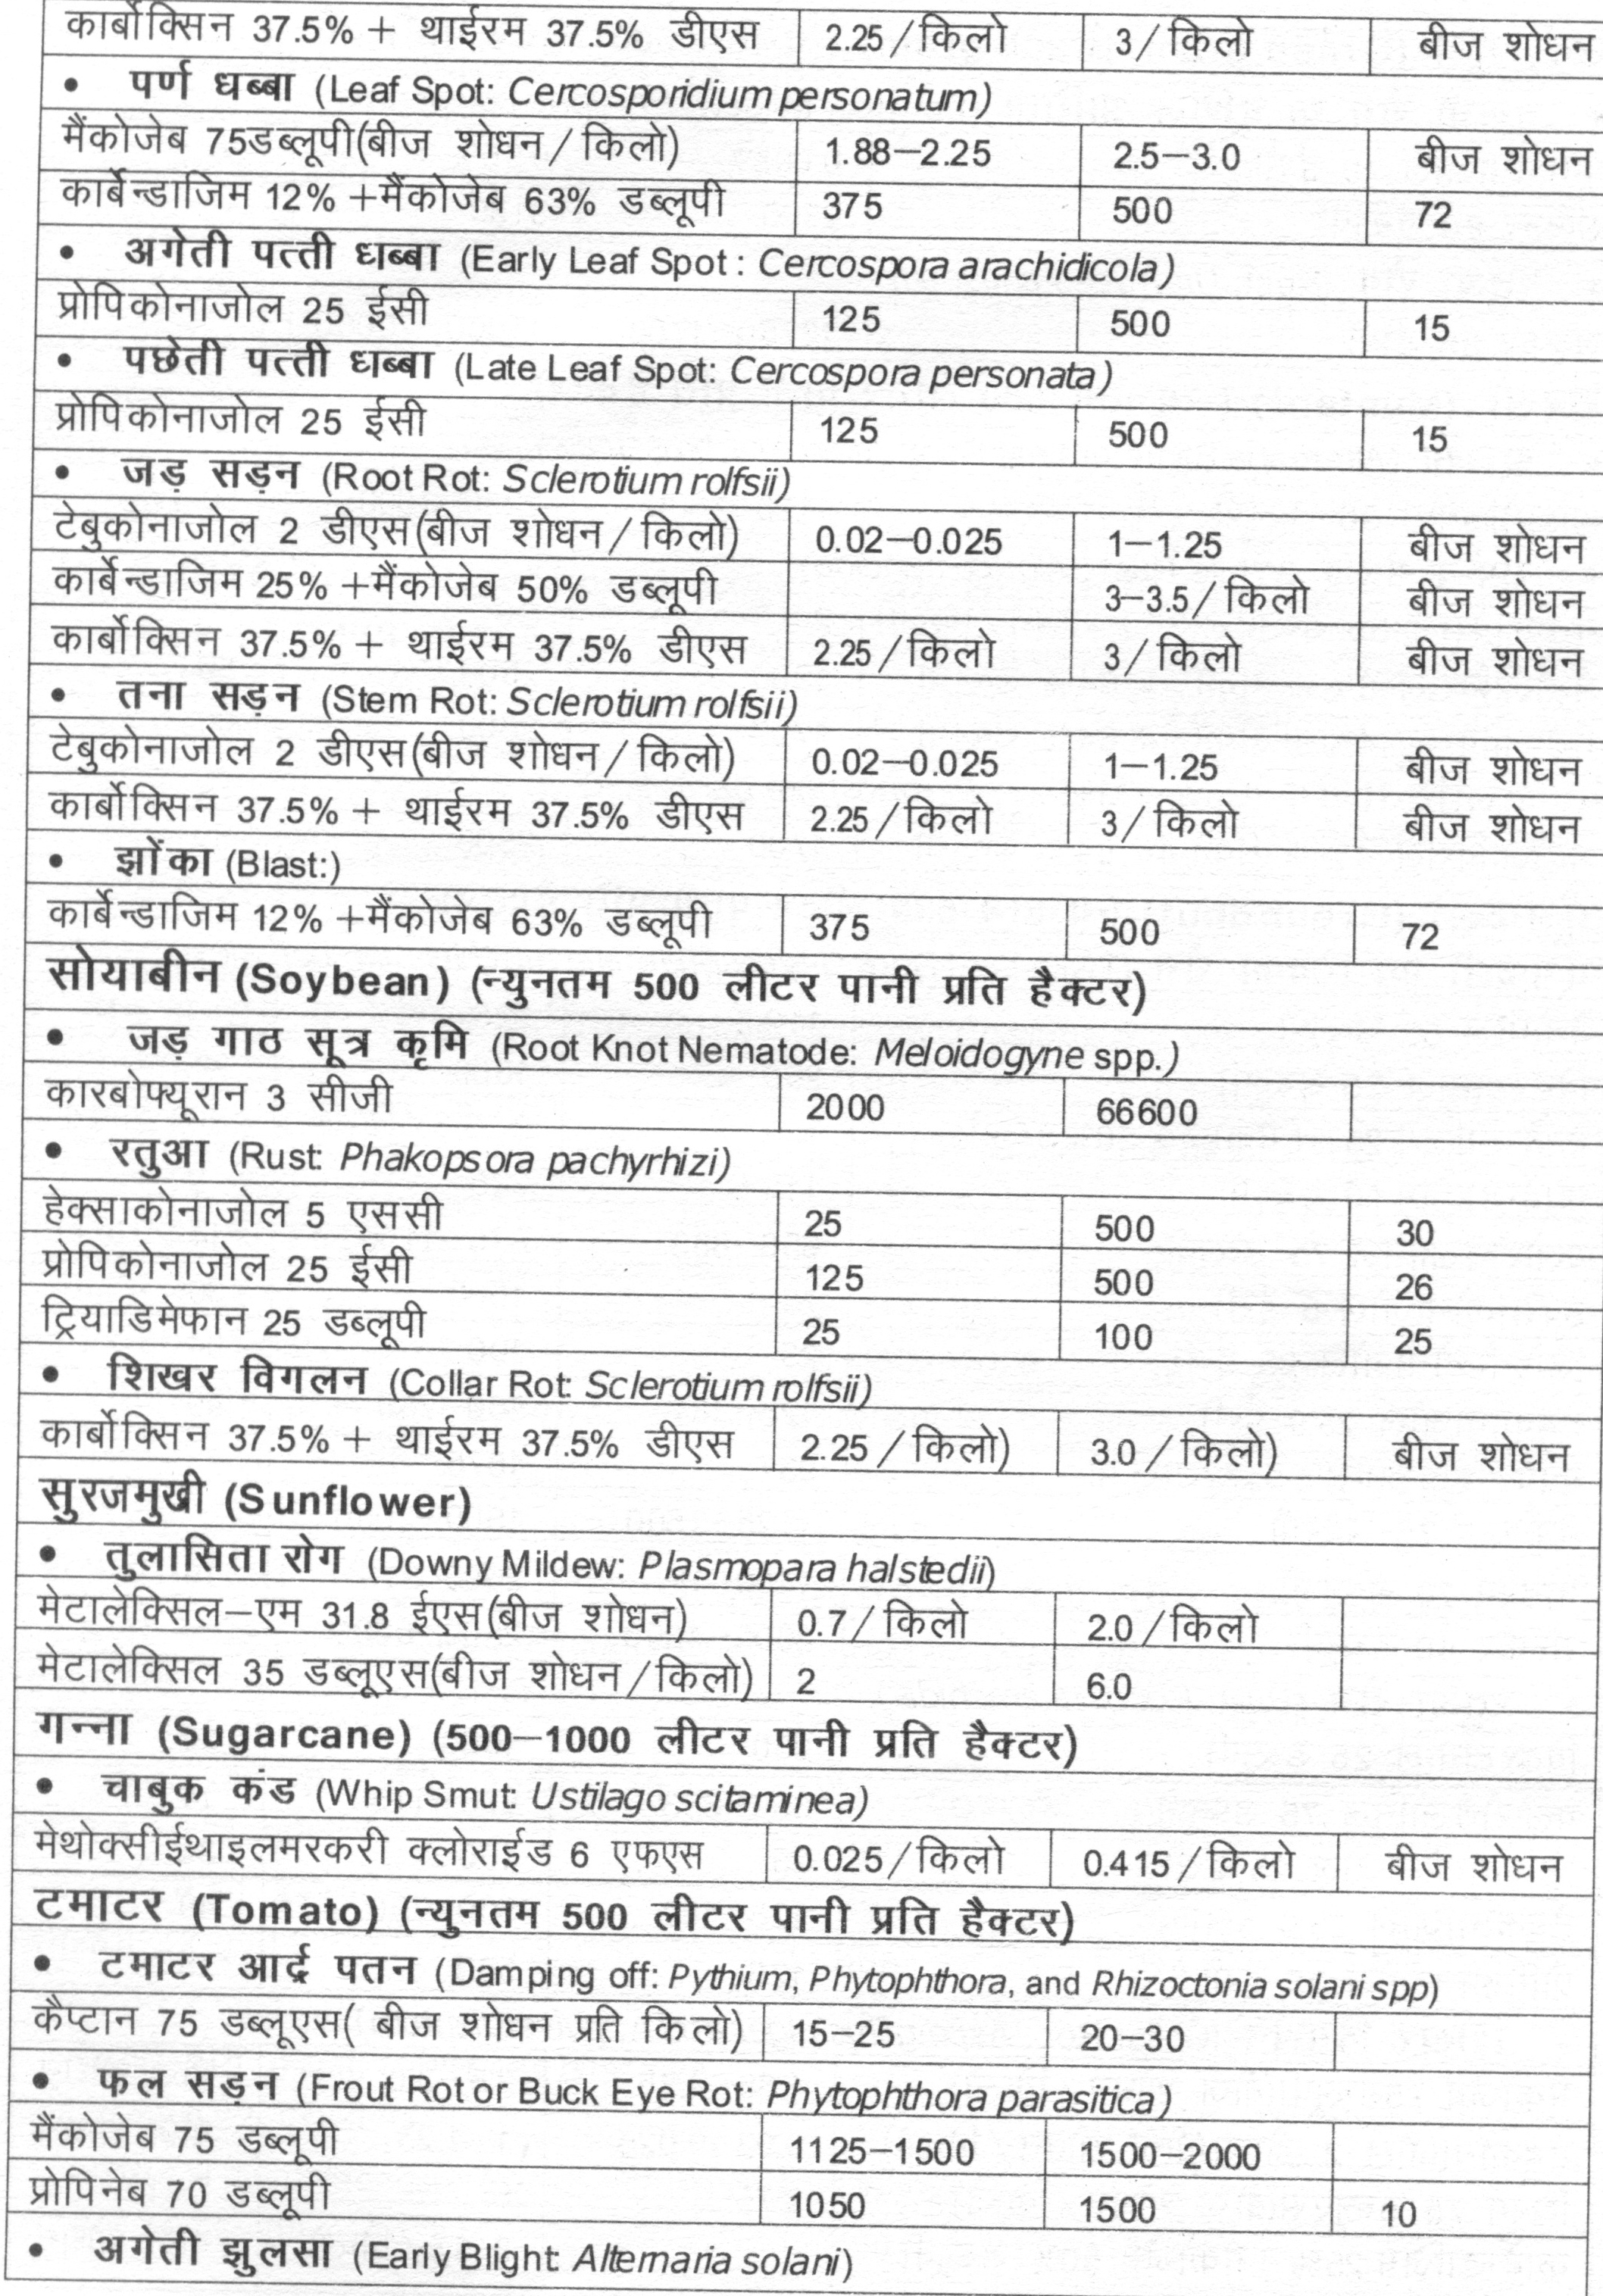 कार्बोक्सिन 37.5% + थाईरम 37.5% डीएस 2.25/किलो 3/किलो बीज शोधन
• पर्ण धब्बा (Leaf Spot: Cercosporidium personatum)
मैंकोजेब 75डब्लूपी(बीज शोधन/किलो) 1.88–2.25 2.5–3.0 बीज शोधन
कार्बेन्डाजिम 12% +मैंकोजेब 63% डब्लूपी 375 500 72
• अगेती पत्ती धब्बा (Early Leaf Spot : Cercospora arachidicola)
प्रोपिकोनाजोल 25 ईसी 125 500 15
• पछेती पत्ती धब्बा (Late Leaf Spot: Cercospora personata)
प्रोपिकोनाजोल 25 ईसी 125 500 15
• जड़ सड़न (Root Rot: Sclerotium rolfsii)
टेबुकोनाजोल 2 डीएस(बीज शोधन/किलो) 0.02–0.025 1–1.25 बीज शोधन
कार्बेन्डाजिम 25% +मैंकोजेब 50% डब्लूपी 3–3.5/किलो बीज शोधन
कार्बोक्सिन 37.5% + थाईरम 37.5% डीएस 2.25/किलो 3/किलो बीज शोधन
• तना सड़न (Stem Rot: Sclerotium rolfsii)
टेबुकोनाजोल 2 डीएस(बीज शोधन/किलो) 0.02–0.025 1–1.25 बीज शोधन
कार्बोक्सिन 37.5% + थाईरम 37.5% डीएस 2.25/किलो 3/किलो बीज शोधन
• झोंका (Blast:)
कार्बेन्डाजिम 12% +मैंकोजेब 63% डब्लूपी 375 500 72
सोयाबीन (Soybean) (न्युनतम 500 लीटर पानी प्रति हैक्टर)
• जड़ गाठ सूत्र कृमि (Root Knot Nematode: Meloidogyne spp.)
कारबोफ्यूरान 3 सीजी 2000 66600
• रतुआ (Rust: Phakopsora pachyrhizi)
हेक्साकोनाजोल 5 एससी 25 500 30
प्रोपिकोनाजोल 25 ईसी 125 500 26
ट्रियाडिमेफान 25 डब्लूपी 25 100 25
• शिखर विगलन (Collar Rot: Sclerotium rolfsii)
कार्बोक्सिन 37.5% + थाईरम 37.5% डीएस 2.25 /किलो) 3.0 /किलो) बीज शोधन
सुरजमुखी (Sunflower)
• तुलासिता रोग (Downy Mildew: Plasmopara halstedii)
मेटालेक्सिल–एम 31.8 ईएस(बीज शोधन) 0.7/किलो 2.0/किलो
मेटालेक्सिल 35 डब्लूएस(बीज शोधन/किलो) 2 6.0
गन्ना (Sugarcane) (500–1000 लीटर पानी प्रति हैक्टर)
• चाबुक कंड (Whip Smut: Ustilago scitaminea)
मेथोक्सीईथाइलमरकरी क्लोराईड 6 एफएस 0.025/किलो 0.415/किलो बीज शोधन
टमाटर (Tomato) (न्युनतम 500 लीटर पानी प्रति हैक्टर)
• टमाटर आर्द्र पतन (Damping off: Pythium, Phytophthora, and Rhizoctonia solani spp)
कैप्टान 75 डब्लूएस( बीज शोधन प्रति किलो) 15–25 20–30
• फल सड़न (Frout Rot or Buck Eye Rot: Phytophthora parasitica)
मैंकोजेब 75 डब्लूपी 1125–1500 1500–2000
प्रोपिनेब 70 डब्लूपी 1050 1500 10
• अगेती झुलसा (Early Blight: Alternaria solani)